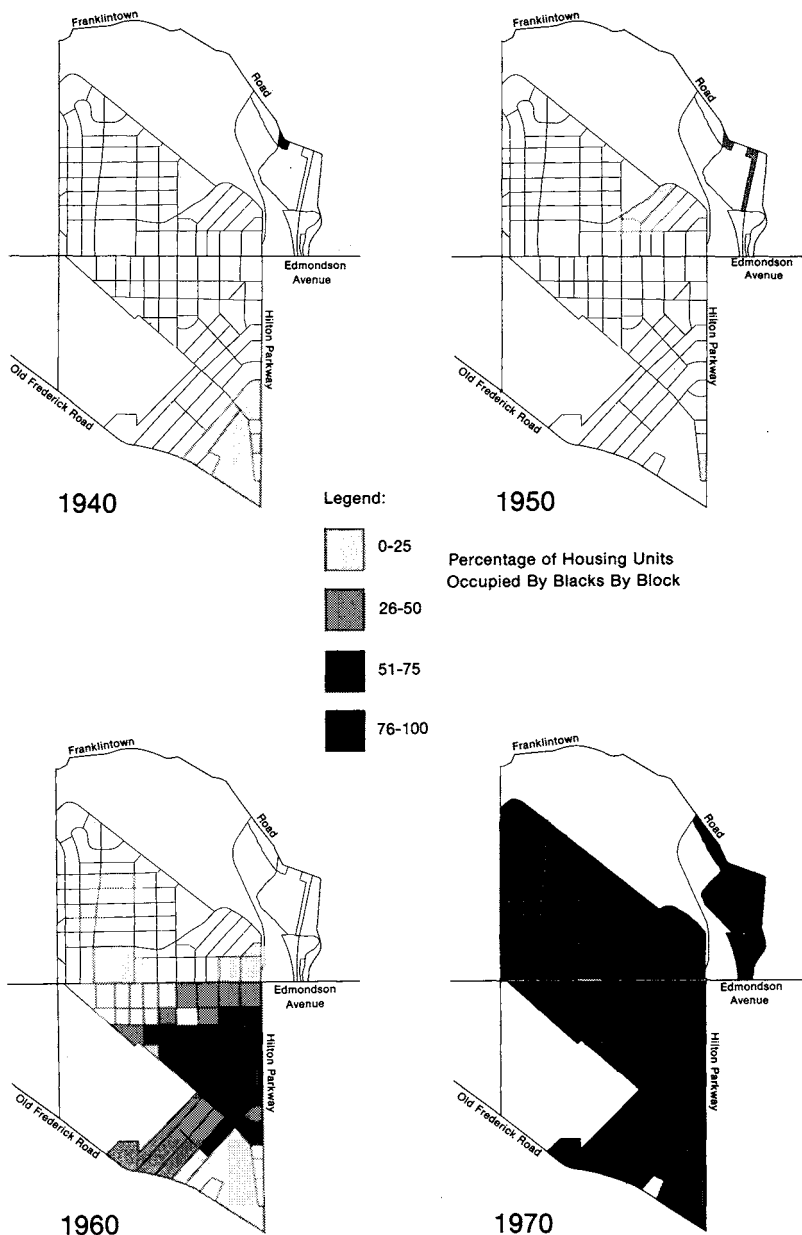 Franklintown
Road
Edmondson
Avenue
Hilton Parkway
Old Frederick Road
1940
Franklintown
Road
Edmondson
Avenue
Hilton Parkway
Old Frederick Road
1950
Legend:
0-25
26-50
51-75
76-100
Percentage of Housing Units
Occupied By Blacks By Block
Franklintown
Road
Edmondson
Avenue
Hilton Parkway
Old Frederick Road
1960
Franklintown
Road
Edmondson
Avenue
Hilton Parkway
Old Frederick Road
1970